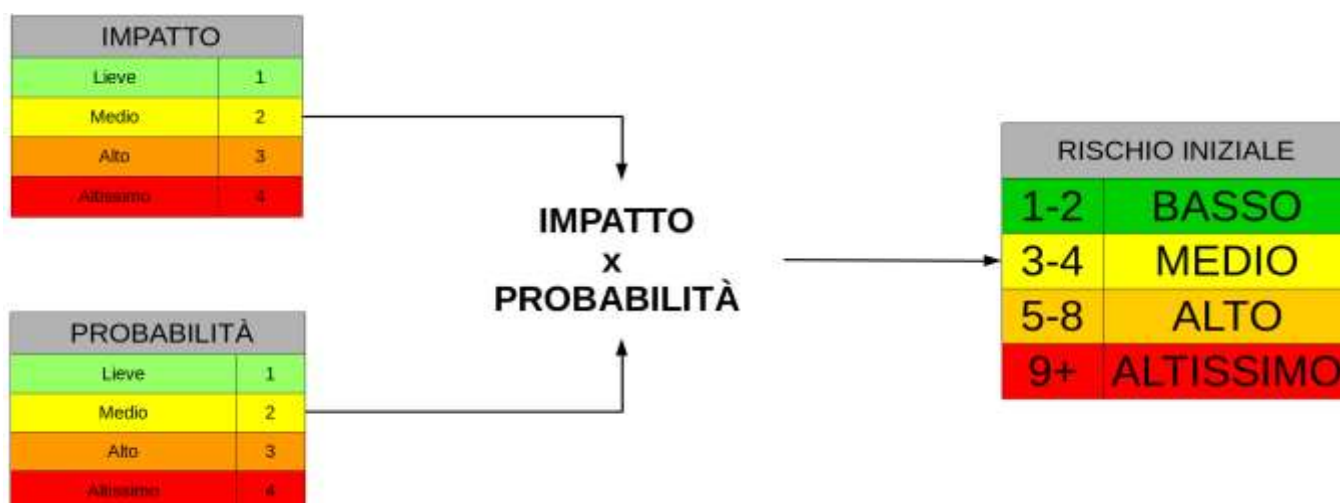 IMPATTO
Lieve 1
Medio 2
Alto 3
Altissimo 4
IMPATTO
x
PROBABILITÀ
PROBABILITÀ
Lieve 1
Medio 2
Alto 3
Altissimo 4
RISCHIO INIZIALE
1-2 BASSO
3-4 MEDIO
5-8 ALTO
9+ ALTISSIMO